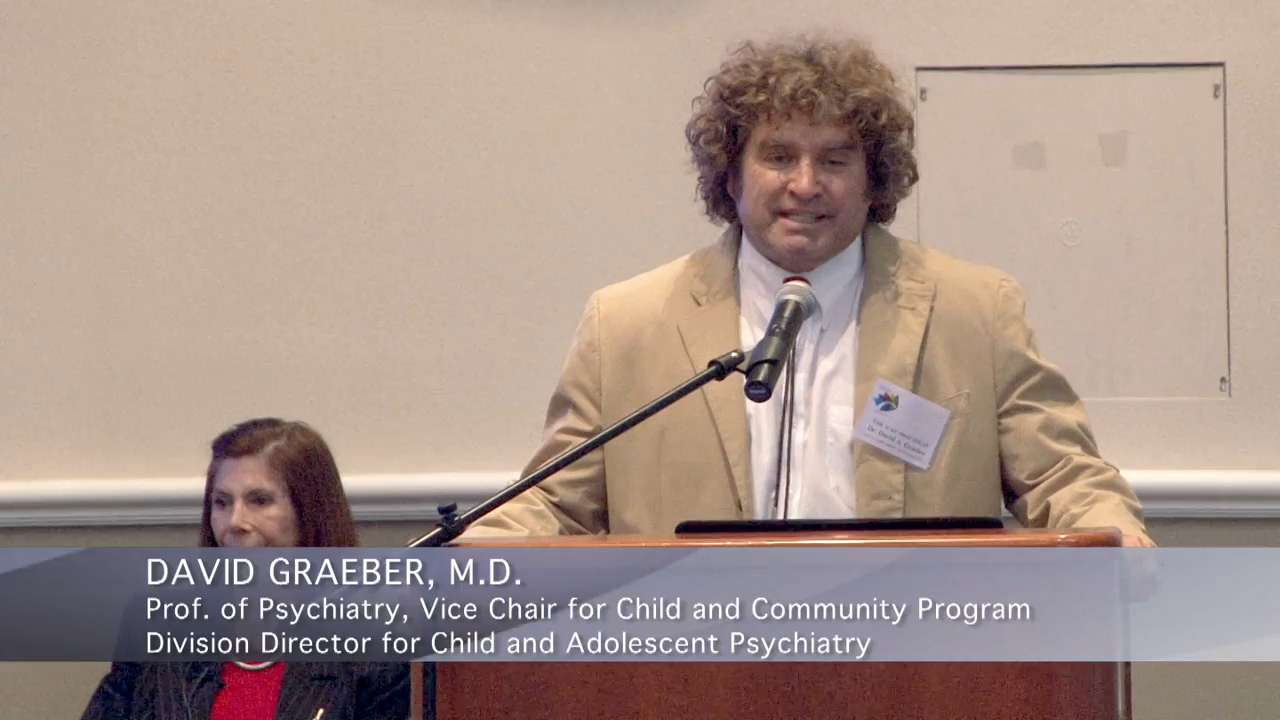 DAVID GRAEBER, M.D.
Prof. of Psychiatry, Vice Chair for Child and Community Program
Division Director for Child and Adolescent Psychiatry